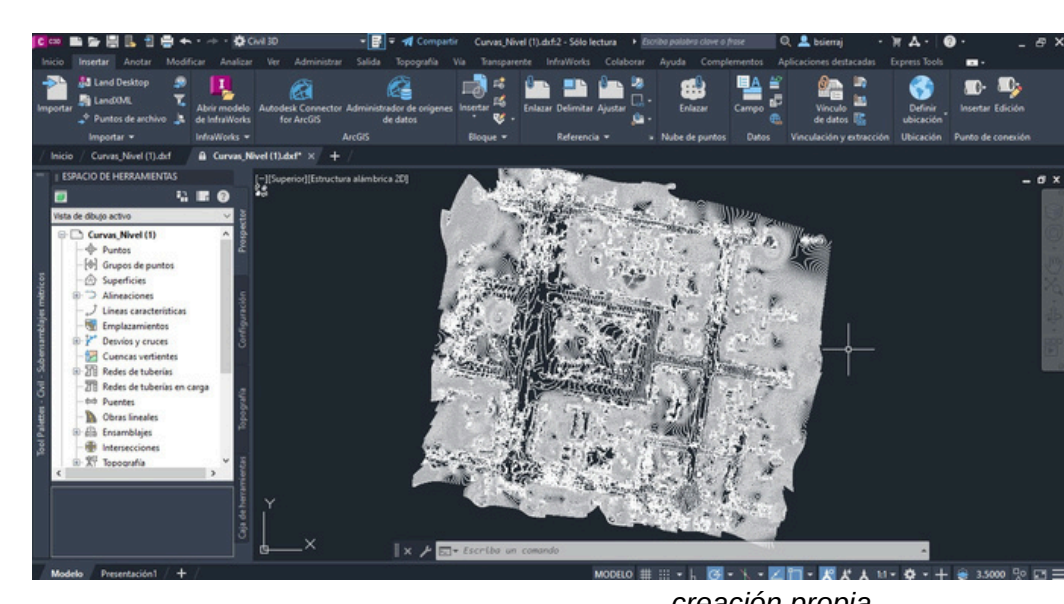 C C3D Civil 3D Compartir Curvas_Nivel (1).dxf:2 - Sólo lectura Escriba palabra clave o frase bsierraj
Inicio Insertar Anotar Modificar Analizar Ver Administrar Salida Topografía Vía Transparente InfraWorks Colaborar Ayuda Complementos Aplicaciones destacadas Express Tools
Importar
Land Desktop
LandXML
Puntos de archivo
Importar
Abrir modelo
de InfraWorks
InfraWorks
Autodesk Connector
for ArcGIS
Administrador de orígenes
de datos
ArcGIS
Insertar
Bloque
Enlazar Delimitar Ajustar
Referencia
Enlazar
Nube de puntos
Campo
Datos
Vínculo
de datos
Vinculación y extracción
Definir
ubicación
Ubicación
Insertar Edición
Punto de conexión
Inicio Curvas_Nivel (1).dxf Curvas_Nivel (1).dxf*
ESPACIO DE HERRAMIENTAS
[−][Superior][Estructura alámbrica 2D]
Vista de dibujo activo
Curvas_Nivel (1)
Puntos
Grupos de puntos
Superficies
Alineaciones
Líneas características
Emplazamientos
Desvíos y cruces
Cuencas vertientes
Redes de tuberías
Redes de tuberías en carga
Puentes
Obras lineales
Ensamblajes
Intersecciones
Topografía
Prospector
Configuración
Topografía
Caja de herramientas
Tool Palettes - Civil - Subensamblajes métricos
Y
X
Escriba un comando
Modelo Presentación1 + MODELO 1:1 3.5000
creación propia